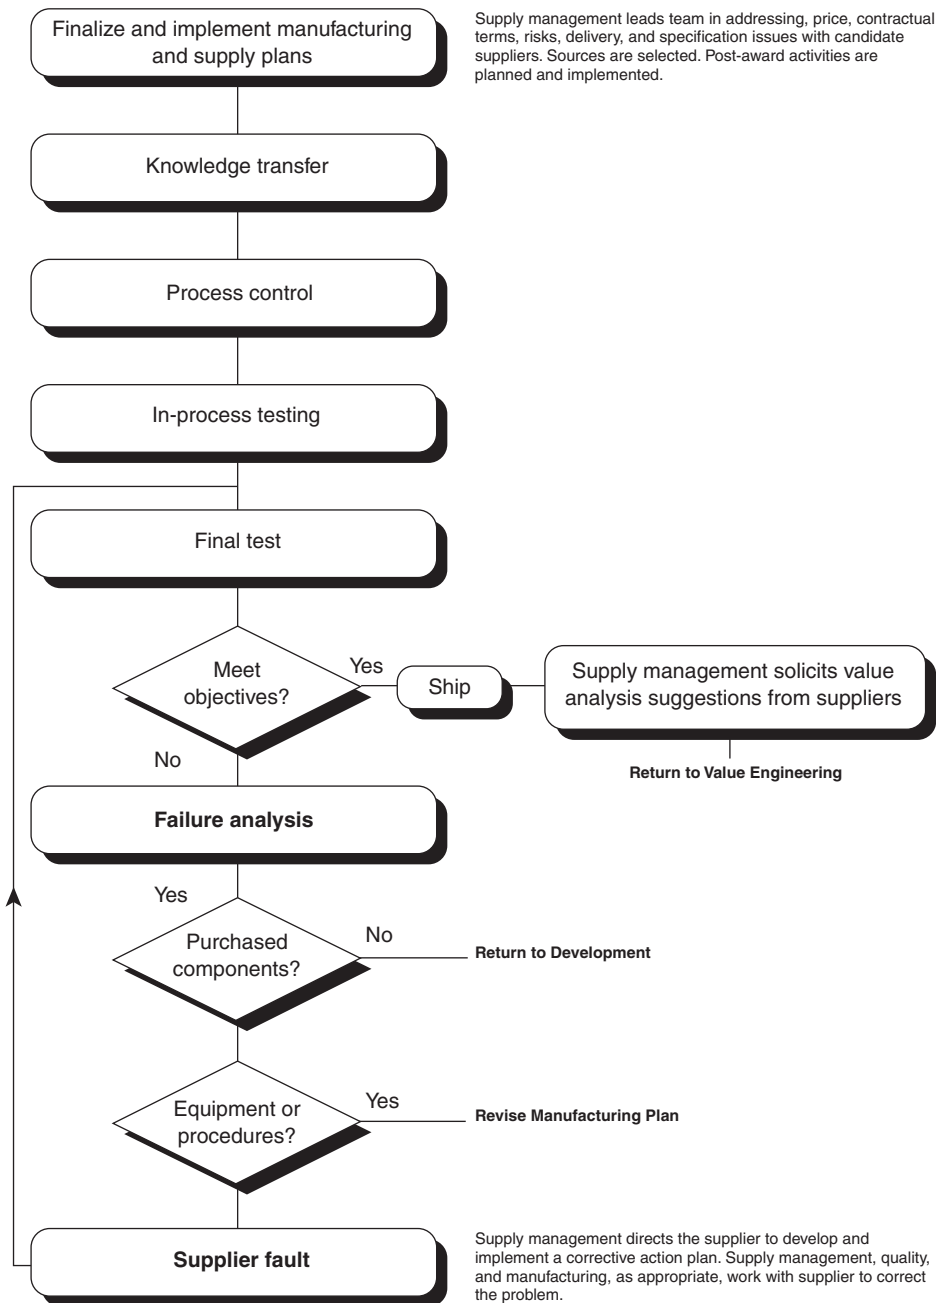 Finalize and implement manufacturing
and supply plans
Supply management leads team in addressing, price, contractual
terms, risks, delivery, and specification issues with candidate
suppliers. Sources are selected. Post-award activities are
planned and implemented.
Knowledge transfer
Process control
In-process testing
Final test
Meet
objectives?
Yes
Ship
Supply management solicits value
analysis suggestions from suppliers
No
Return to Value Engineering
Failure analysis
Yes
Purchased
components?
No
Return to Development
Equipment or
procedures?
Yes
Revise Manufacturing Plan
Supplier fault
Supply management directs the supplier to develop and
implement a corrective action plan. Supply management, quality,
and manufacturing, as appropriate, work with supplier to correct
the problem.